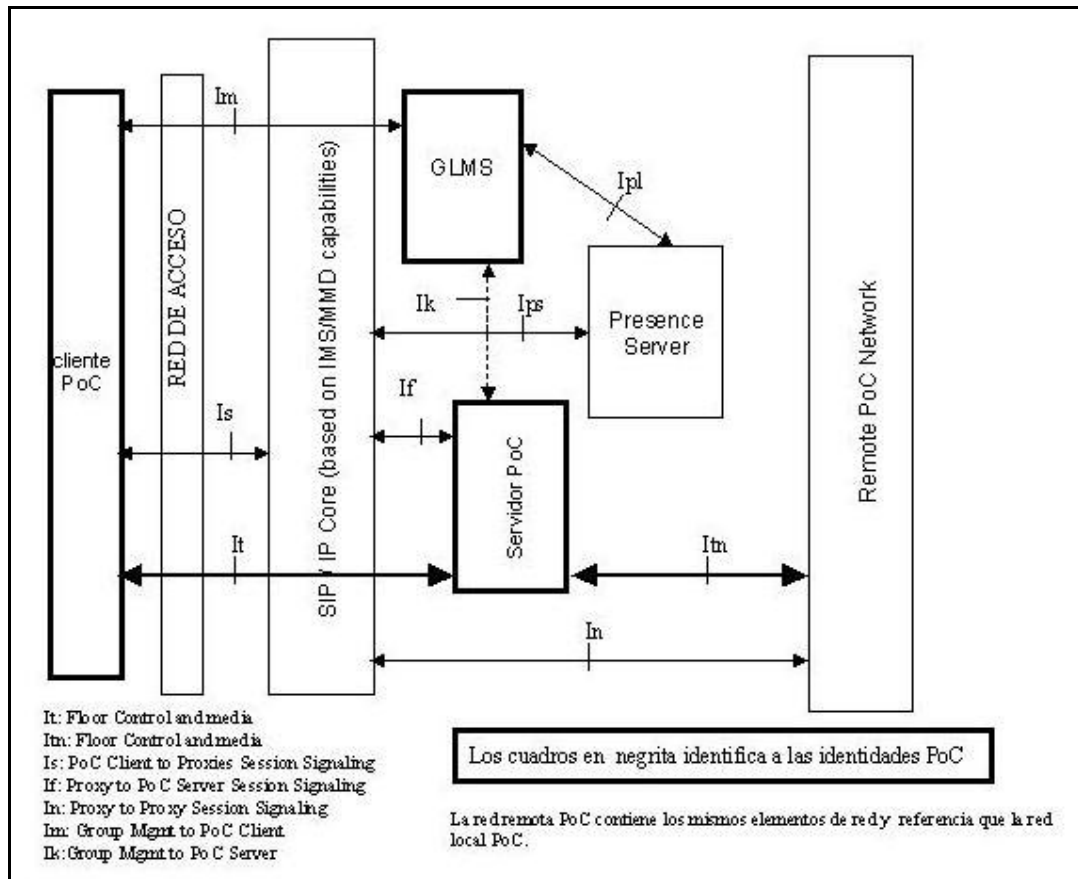 Im
GLMS
Ipl
RED DE ACCESO
SIP / IP Core (based on IMS/MMD capabilities)
Ik
Ips
Presence
Server
Remote PoC Network
cliente
PoC
If
Is
Servidor PoC
It
Itn
In
It: Floor Control and media
Itn: Floor Control and media
Is: PoC Client to Proxies Session Signaling
If: Proxy to PoC Server Session Signaling
In: Proxy to Proxy Session Signaling
Im: Group Mgmt to PoC Client
Ik: Group Mgmt to PoC Server
Los cuadros en negrita identifica a las identidades PoC
La red remota PoC contiene los mismos elementos de red y referencia que la red
local PoC.